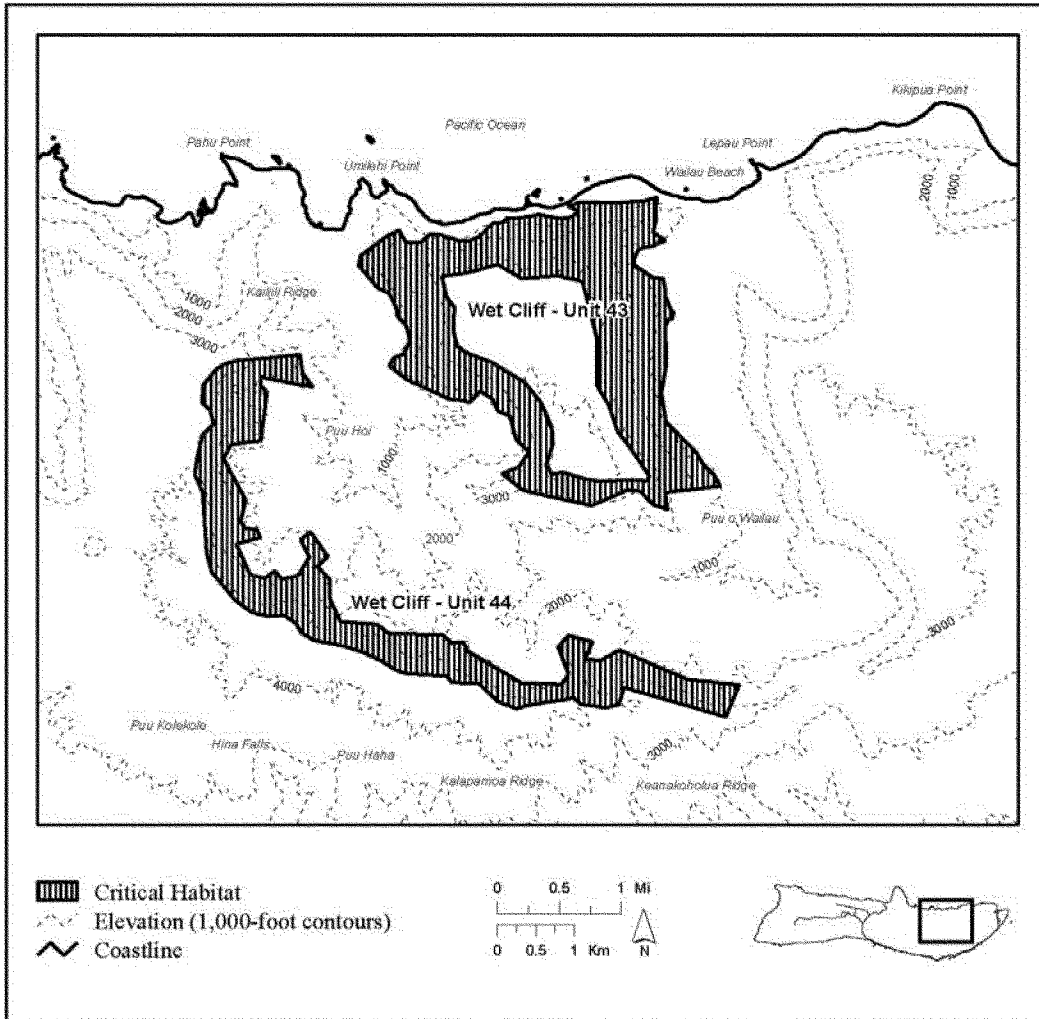 Kikipua Point
Pacific Ocean
Pahu Point
Lepau Point
Umilehi Point
Wailau Beach
2000
1000
Kaliili Ridge
1000
2000
3000
Wet Cliff - Unit 43
Puu Hoi
1000
3000
Puu o Wailau
2000
1000
Wet Cliff - Unit 44
2000
3000
4000
Puu Kolekole
Hina Falls
Puu Haha
3000
Kalapamoa Ridge
Keanakoholua Ridge
Critical Habitat
Elevation (1,000-foot contours)
Coastline
0 0.5 1 Mi
0 0.5 1 Km
N